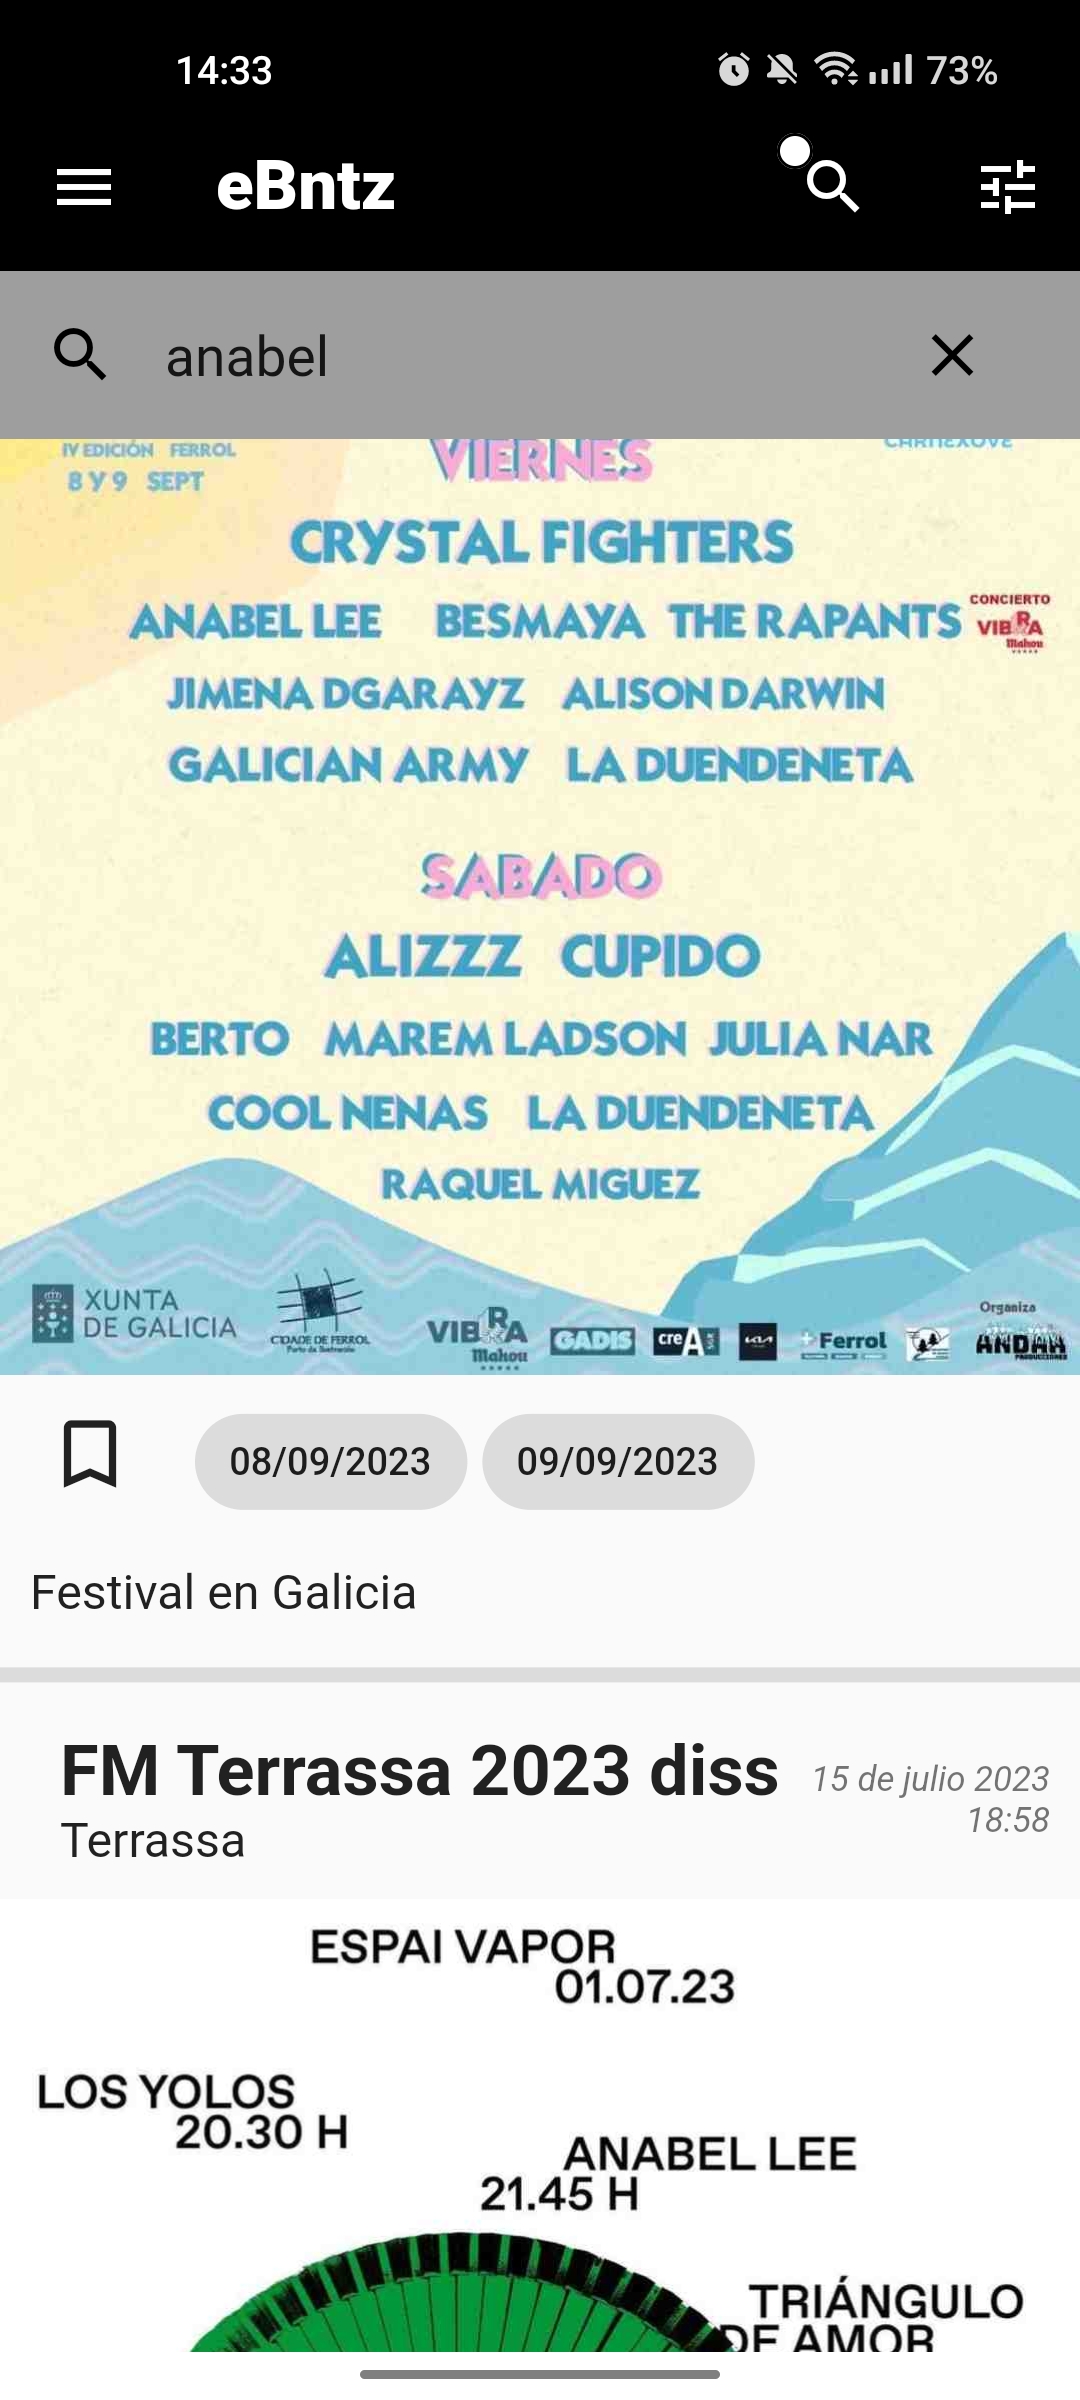 14:33
73%
eBntz
anabel
IV EDICIÓN FERROL
8 Y 9 SEPT
VIERNES
CARNEXOVE
CRYSTAL FIGHTERS
ANABEL LEE BESMAYA THE RAPANTS
CONCIERTO
VIBRA
Mahou
JIMENA DGARAYZ ALISON DARWIN
GALICIAN ARMY LA DUENDENETA
SABADO
ALIZZZ CUPIDO
BERTO MAREM LADSON JULIA NAR
COOL NENAS LA DUENDENETA
RAQUEL MIGUEZ
XUNTA
DE GALICIA
CIDADE DE FERROL
VIBRA
Mahou
GADIS
creA
KIA
+Ferrol
Organiza
ANDAR
PRODUCCIONES
08/09/2023
09/09/2023
Festival en Galicia
FM Terrassa 2023 diss
15 de julio 2023
18:58
Terrassa
ESPAI VAPOR
01.07.23
LOS YOLOS
20.30 H
ANABEL LEE
21.45 H
TRIÁNGULO
DE AMOR